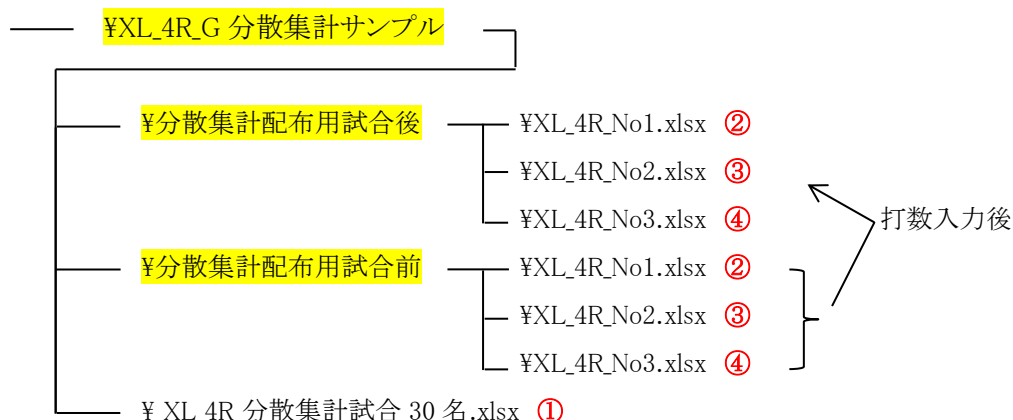 ¥XL_4R_G 分散集計サンプル
¥分散集計配布用試合後 ¥XL_4R_No1.xlsx ②
¥XL_4R_No2.xlsx ③
¥XL_4R_No3.xlsx ④
打数入力後
¥分散集計配布用試合前 ¥XL_4R_No1.xlsx ②
¥XL_4R_No2.xlsx ③
¥XL_4R_No3.xlsx ④
¥ XL_4R 分散集計試合 30 名.xlsx ①